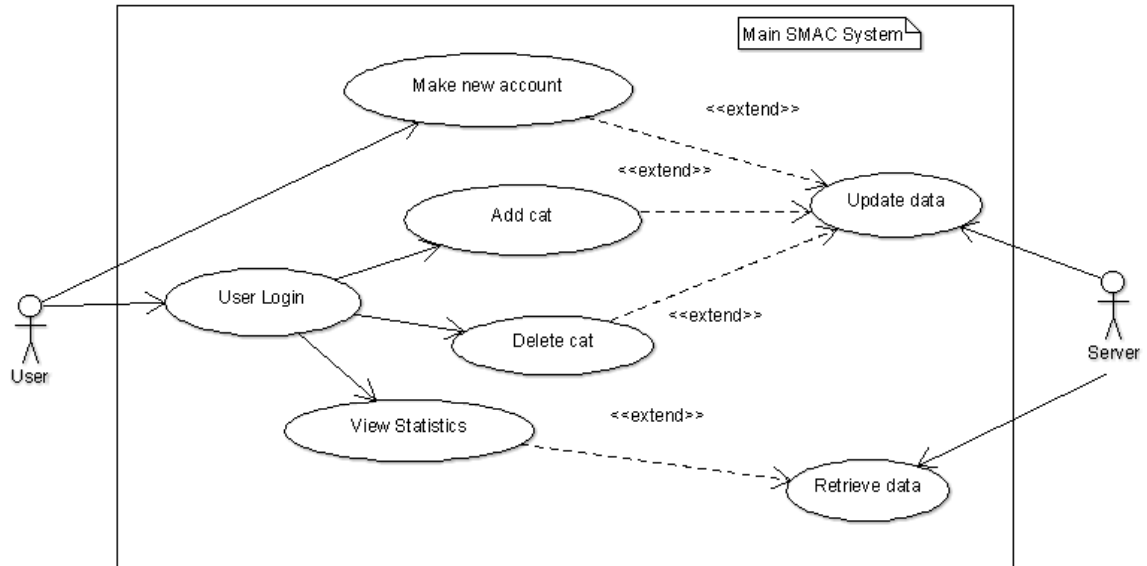 Main SMAC System
Make new account
<<extend>>
<<extend>>
Add cat
Update data
User Login
<<extend>>
Delete cat
User
Server
View Statistics
<<extend>>
Retrieve data